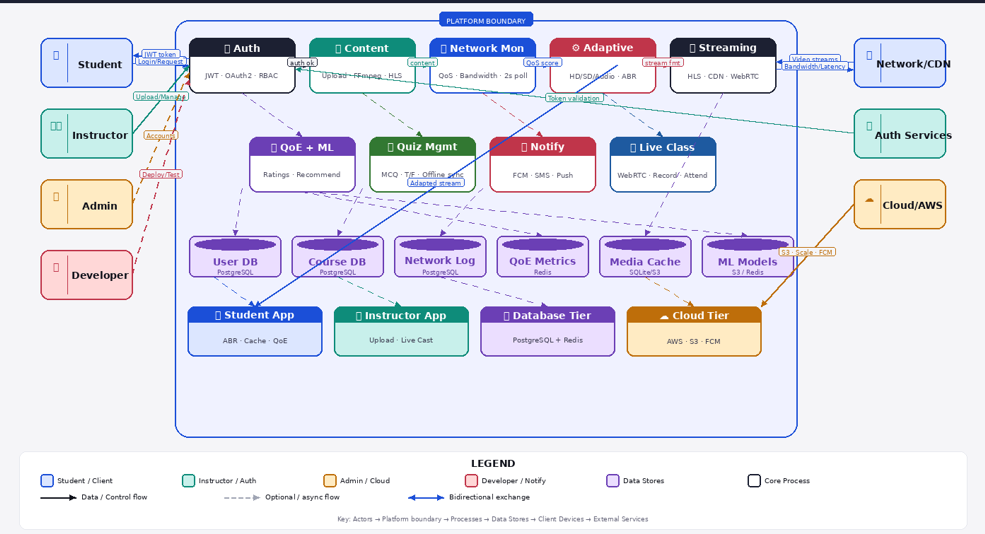 PLATFORM BOUNDARY
Student
Instructor
Admin
Developer
JWT token
Login/Request
Upload/Manage
Accounts
Deploy/Test
Auth
JWT · OAuth2 · RBAC
auth ok
Content
Upload · FFmpeg · HLS
content
Network Mon
QoS · Bandwidth · 2s poll
QoS score
Adaptive
HD/SD/Audio · ABR
stream fmt
Streaming
HLS · CDN · WebRTC
Video streams
Bandwidth/Latency
Network/CDN
Token validation
Auth Services
Cloud/AWS
S3 · Scale · FCM
QoE + ML
Ratings · Recommend
Quiz Mgmt
MCQ · T/F · Offline sync
Adapted stream
Notify
FCM · SMS · Push
Live Class
WebRTC · Record · Attend
User DB
PostgreSQL
Course DB
PostgreSQL
Network Log
PostgreSQL
QoE Metrics
Redis
Media Cache
SQLite/S3
ML Models
S3 / Redis
Student App
ABR · Cache · QoE
Instructor App
Upload · Live Cast
Database Tier
PostgreSQL + Redis
Cloud Tier
AWS · S3 · FCM
LEGEND
Student / Client
Instructor / Auth
Admin / Cloud
Developer / Notify
Data Stores
Core Process
Data / Control flow
Optional / async flow
Bidirectional exchange
Key: Actors → Platform boundary → Processes → Data Stores → Client Devices → External Services